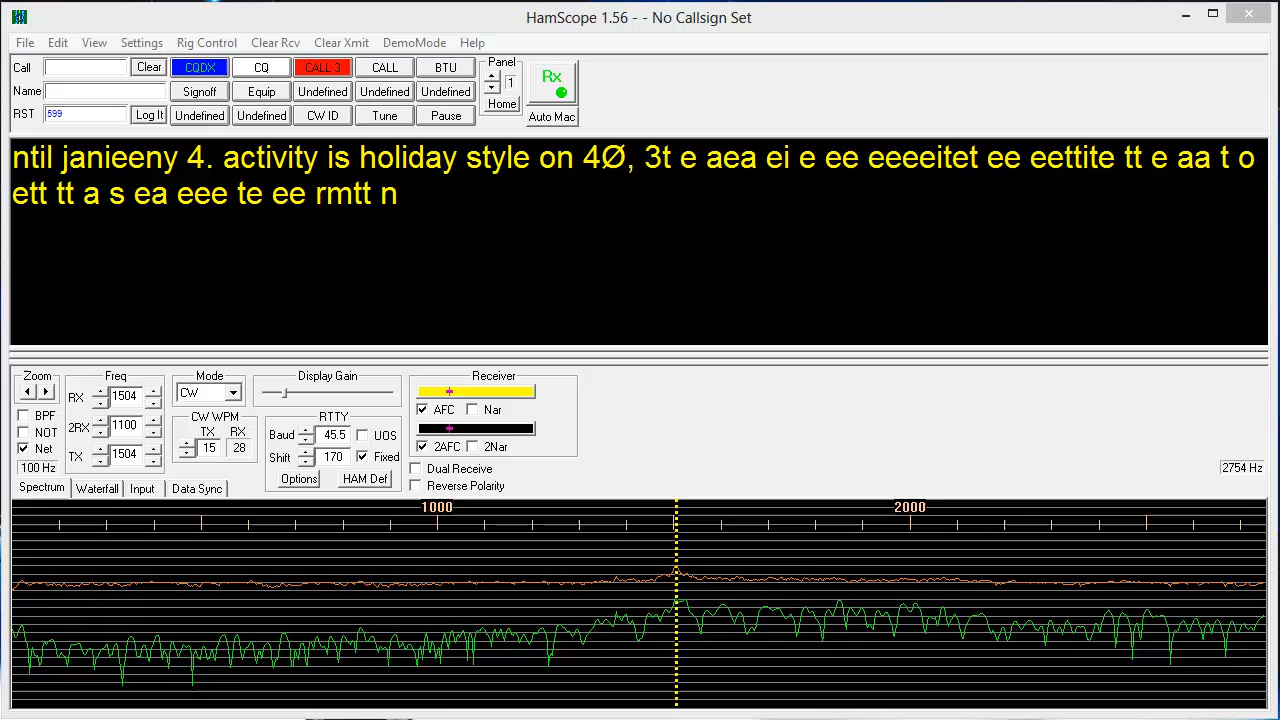 HamScope 1.56 - - No Callsign Set
File Edit View Settings Rig Control Clear Rcv Clear Xmit DemoMode Help
Call Clear CQDX CQ CALL 3 CALL BTU Panel 1 Rx
Name Signoff Equip Undefined Undefined Undefined Home
RST 599 Log It Undefined Undefined CW ID Tune Pause Auto Mac
ntil janieeny 4. activity is holiday style on 4Ø, 3t e aea ei e ee eeeeitet ee eettite tt e aa t o
ett tt a s ea eee te ee rmtt n
Zoom Freq Mode Display Gain Receiver
RX 1504 CW
BPF AFC Nar
NOT 2RX 1100 CW WPM TX RX RTTY
Net 15 28 Baud 45.5 UOS 2AFC 2Nar
100 Hz TX 1504 Shift 170 Fixed Dual Receive 2754 Hz
Options HAM Def Reverse Polarity
Spectrum Waterfall Input Data Sync
1000 2000